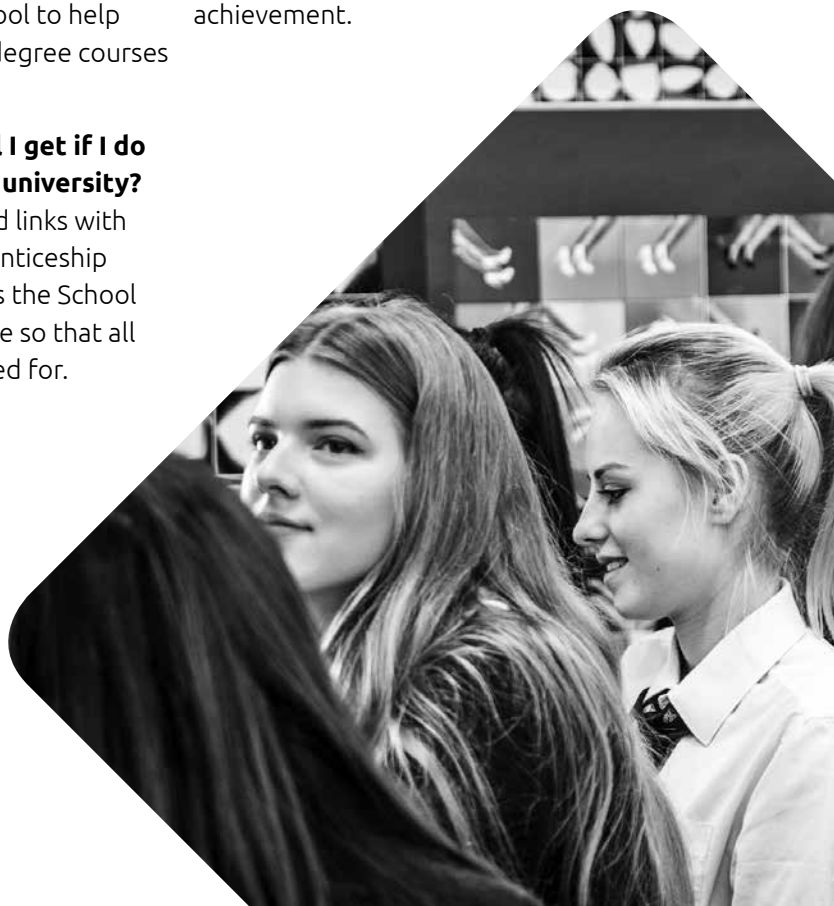 ool to help
degree courses
I get if I do
university?
d links with
enticeship
s the School
e so that all
ed for.
achievement.